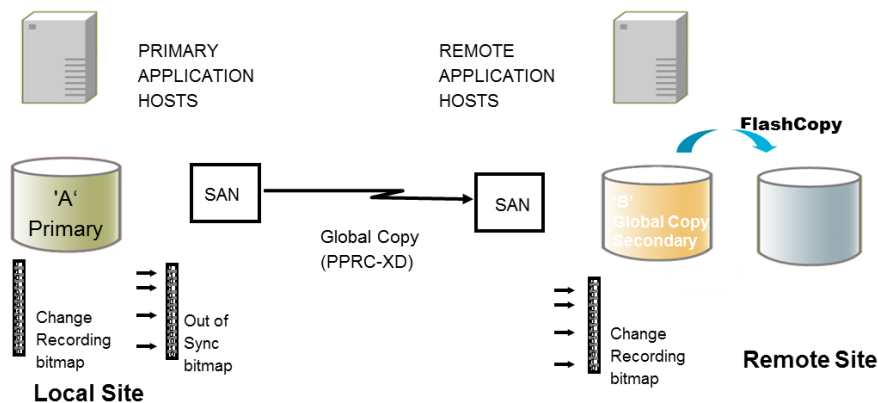 PRIMARY
APPLICATION
HOSTS
REMOTE
APPLICATION
HOSTS
FlashCopy
'A‘
Primary
SAN
SAN
'B'
Global Copy
Secondary
Global Copy
(PPRC-XD)
Change
Recording
bitmap
Out of
Sync
bitmap
Change
Recording
bitmap
Local Site
Remote Site